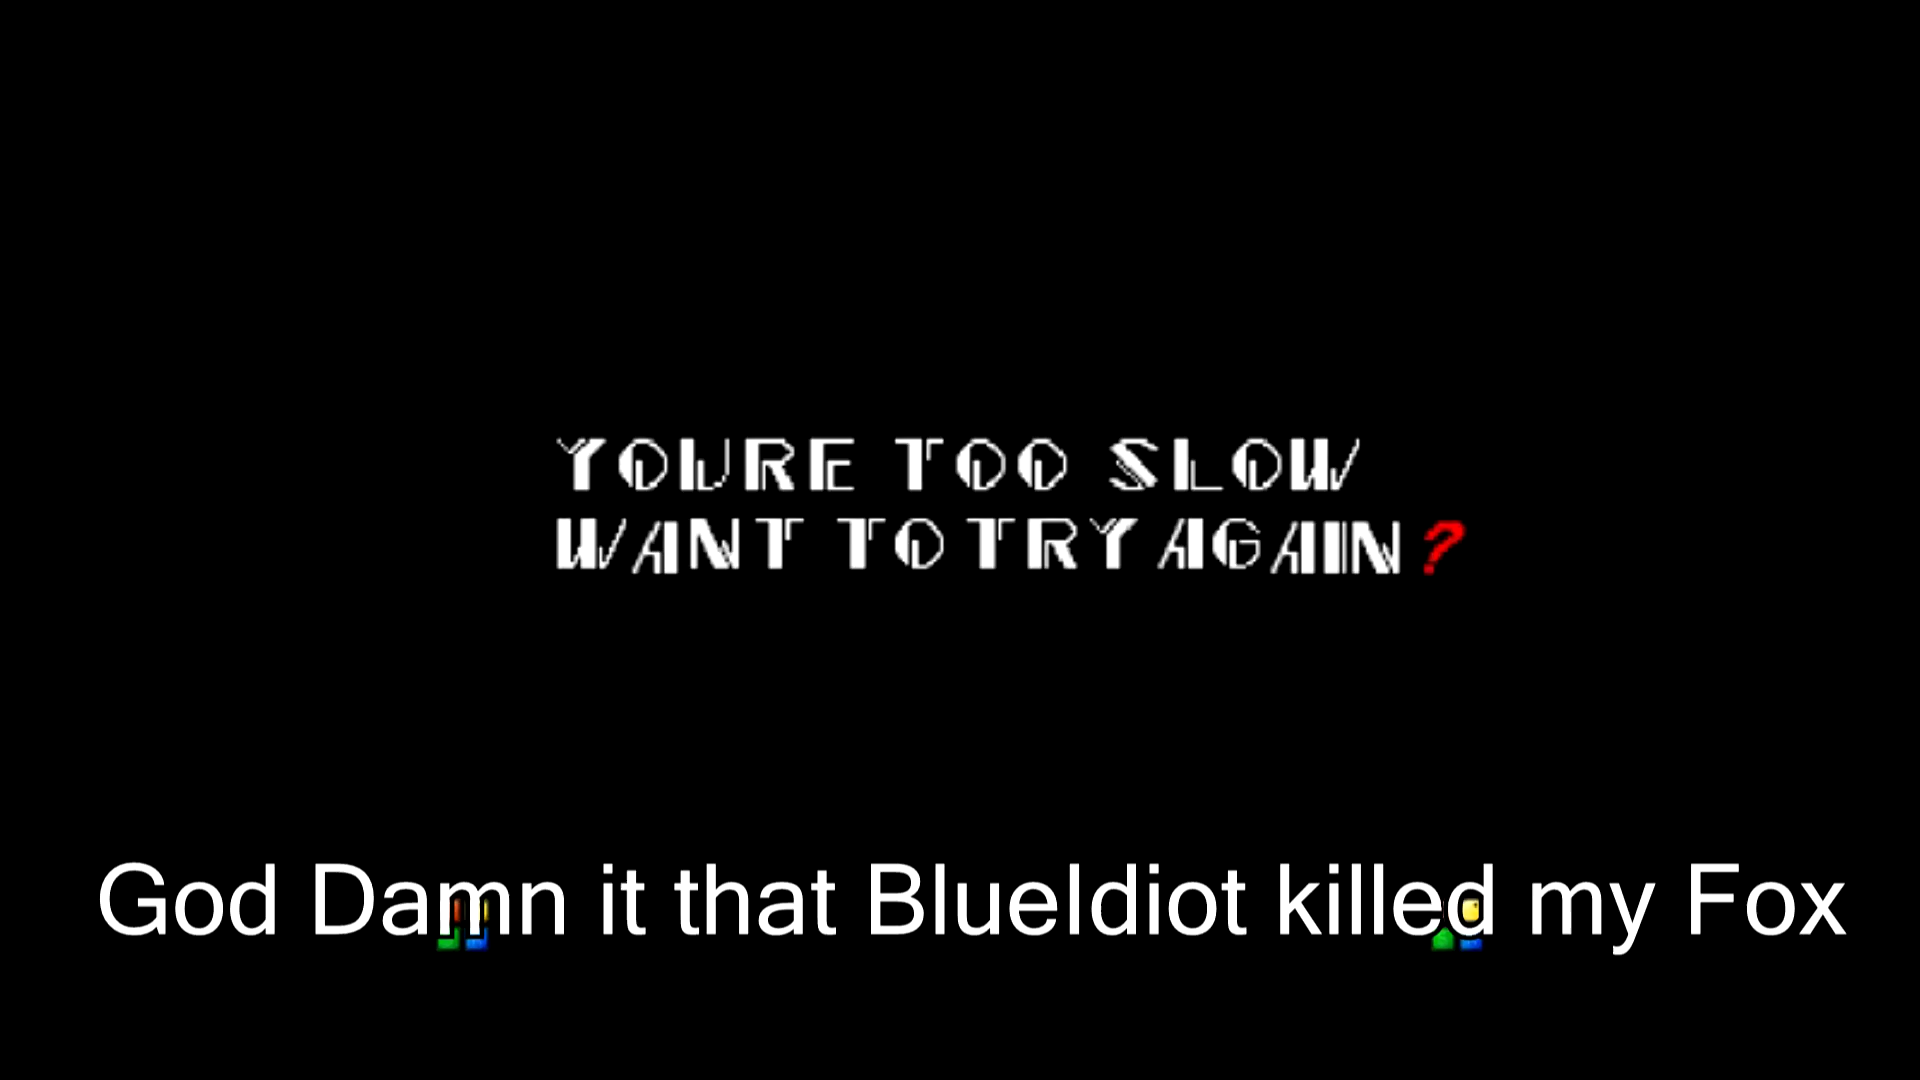 YOURE TOO SLOW
WANT TO TRY AGAIN?
God Damn it that BlueIdiot killed my Fox